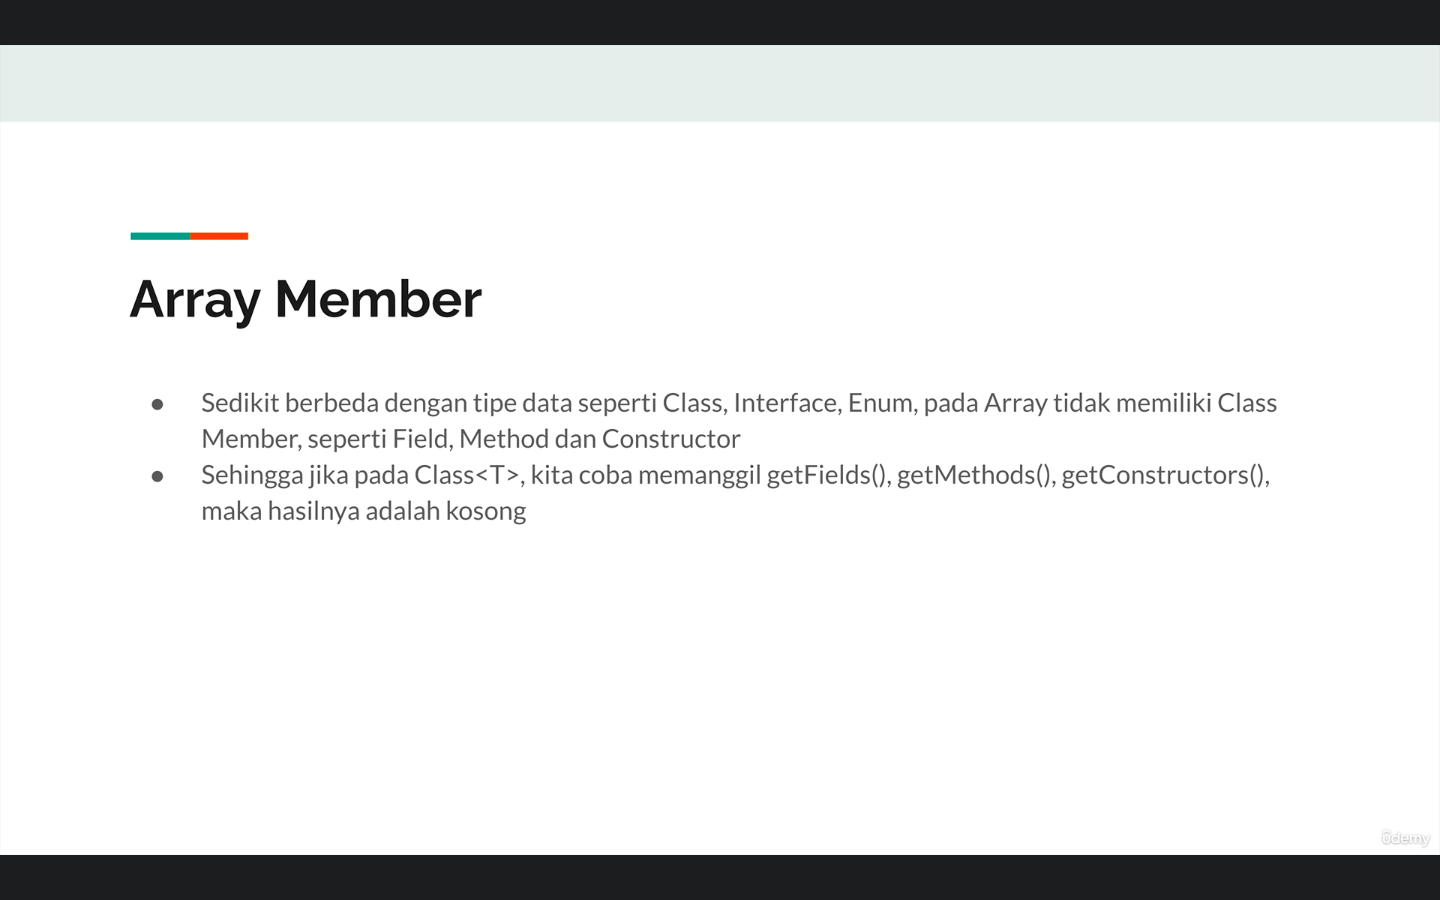 Array Member
● Sedikit berbeda dengan tipe data seperti Class, Interface, Enum, pada Array tidak memiliki Class
Member, seperti Field, Method dan Constructor
● Sehingga jika pada Class<T>, kita coba memanggil getFields(), getMethods(), getConstructors(),
maka hasilnya adalah kosong
ûdemy